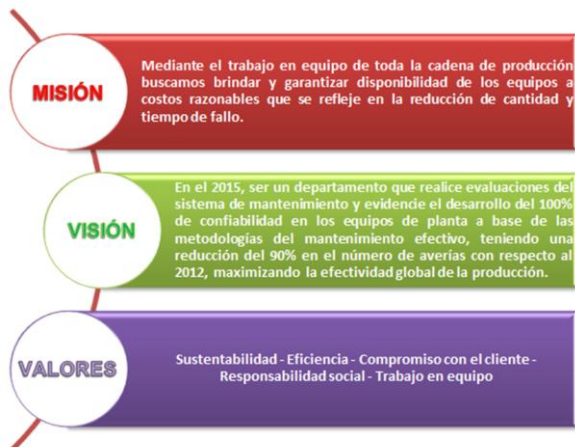 MISIÓN
Mediante el trabajo en equipo de toda la cadena de producción
buscamos brindar y garantizar disponibilidad de los equipos a
costos razonables que se refleje en la reducción de cantidad y
tiempo de fallo.
VISIÓN
En el 2015, ser un departamento que realice evaluaciones del
sistema de mantenimiento y evidencie el desarrollo del 100%
de confiabilidad en los equipos de planta a base de las
metodologías del mantenimiento efectivo, teniendo una
reducción del 90% en el número de averías con respecto al
2012, maximizando la efectividad global de la producción.
VALORES
Sustentabilidad - Eficiencia - Compromiso con el cliente -
Responsabilidad social - Trabajo en equipo